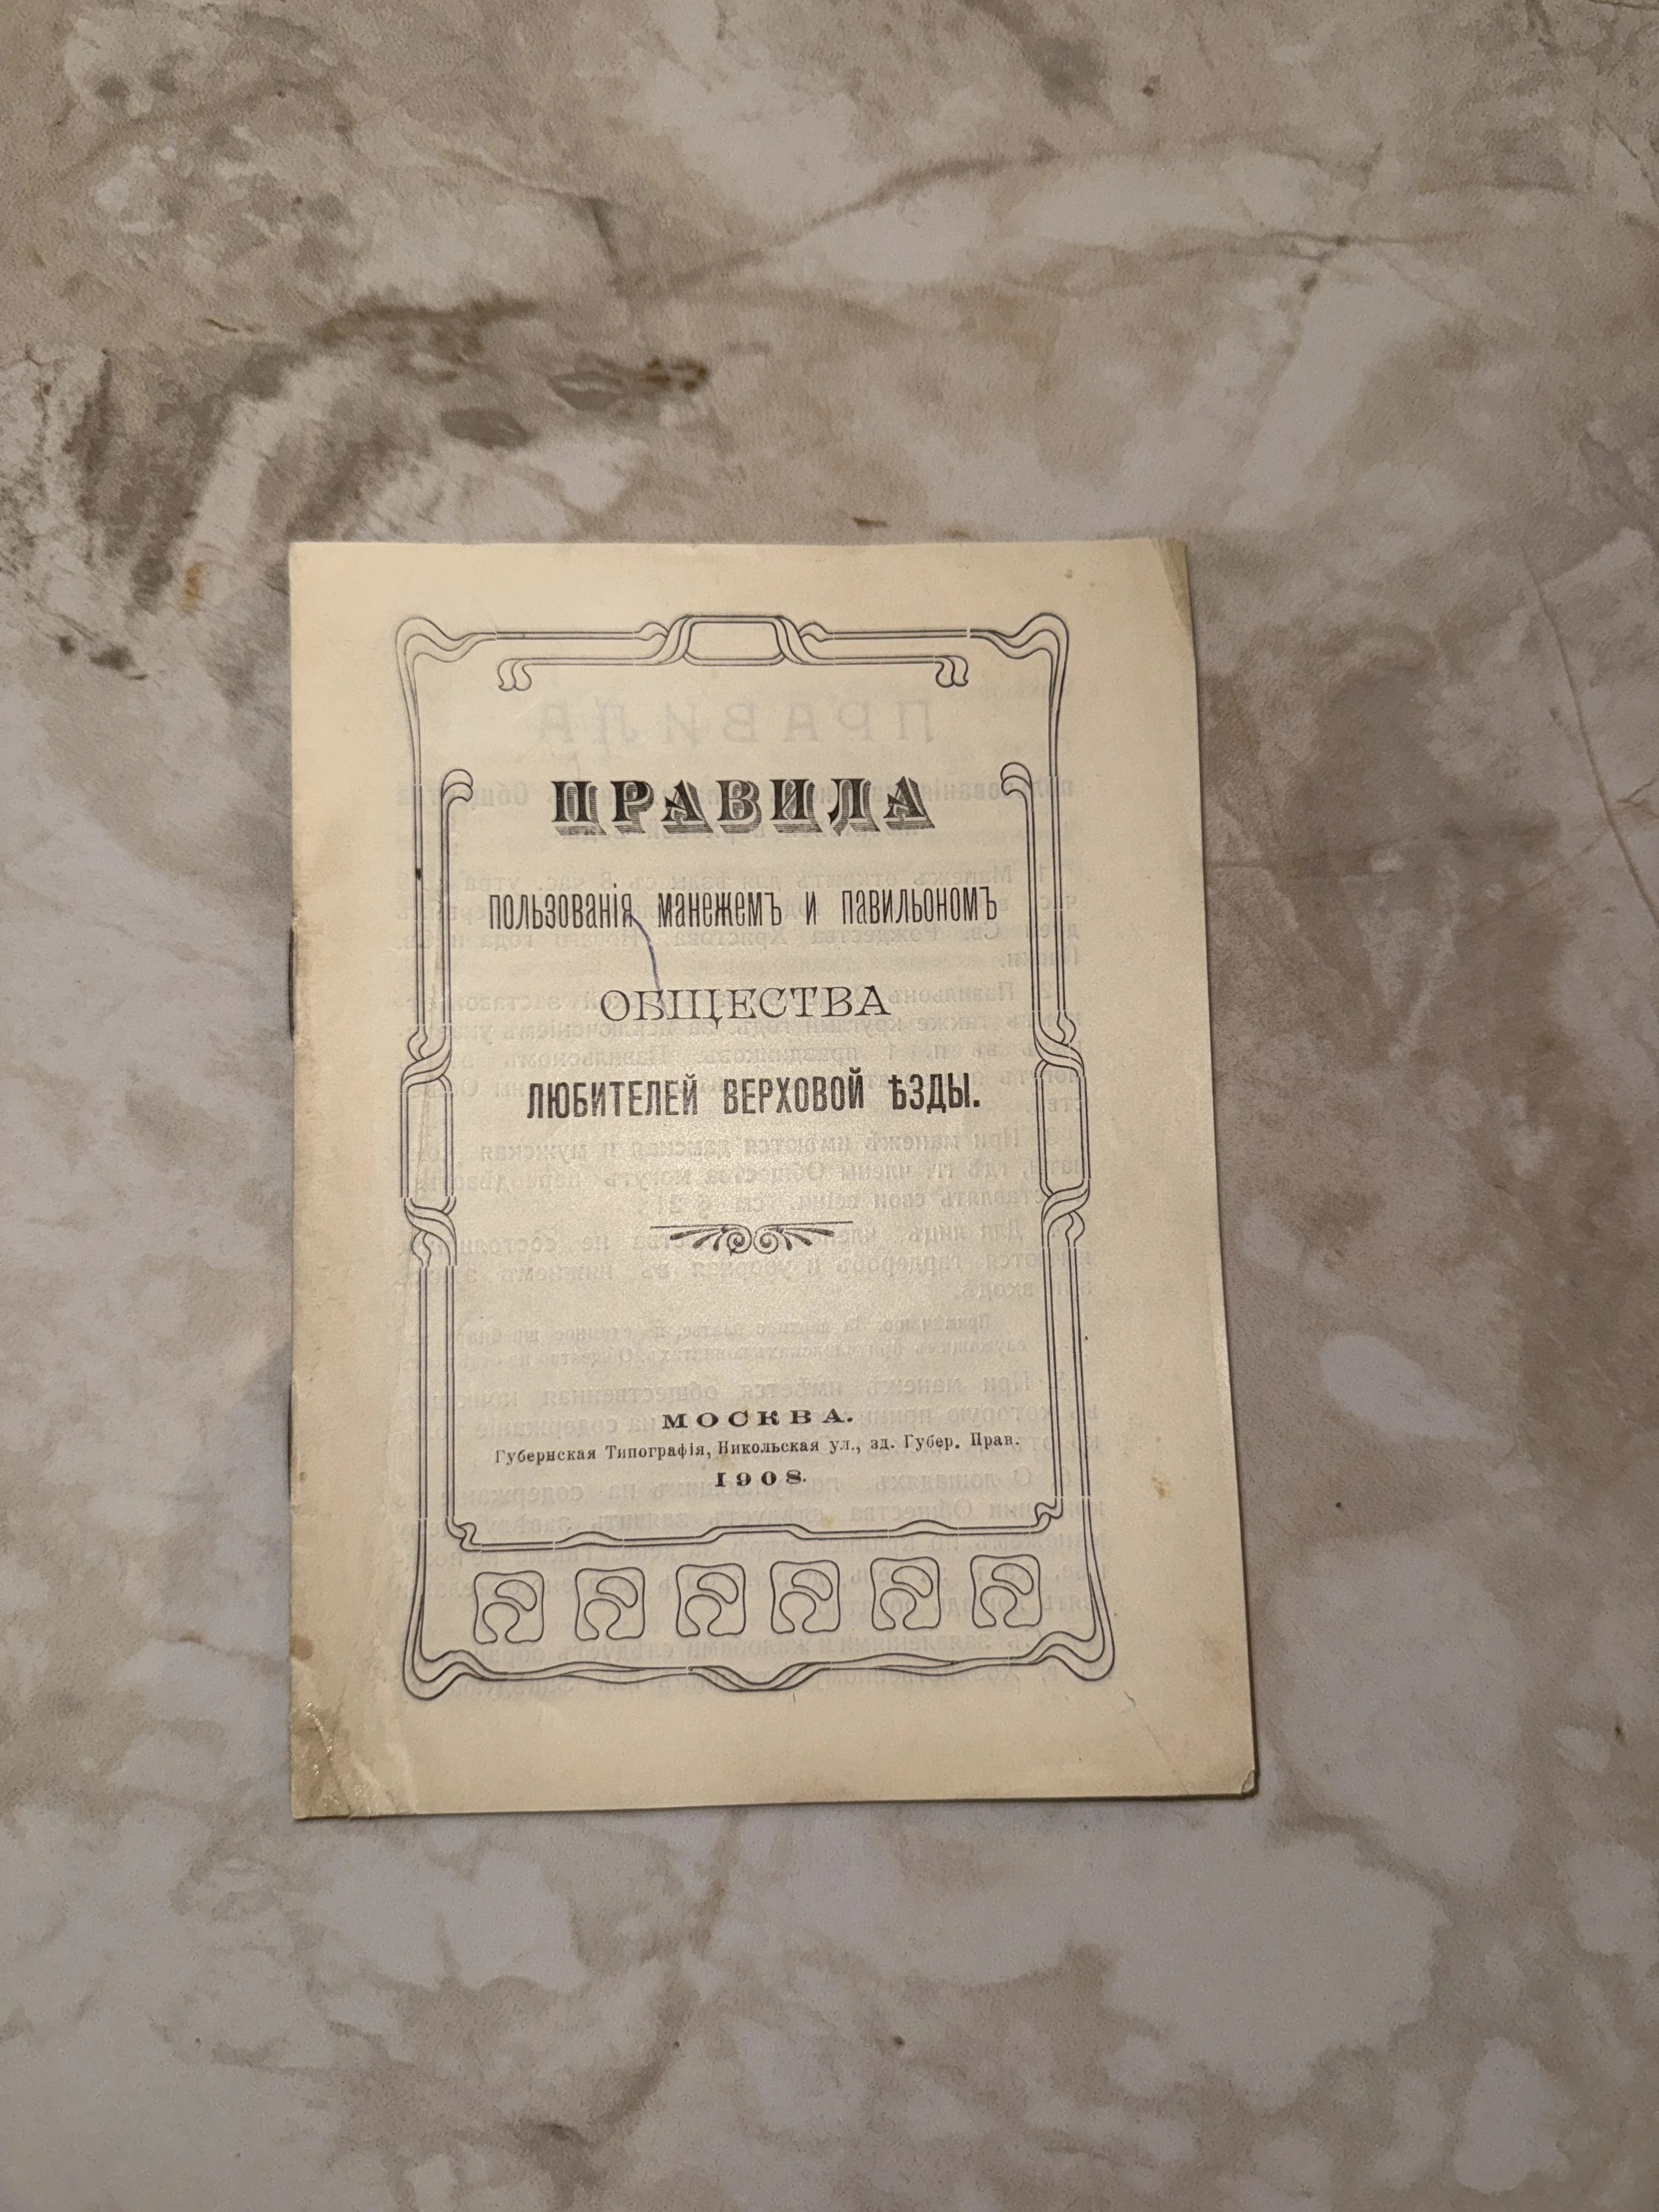 ПРАВИЛА
пользованія манежемъ и павильономъ
ОБЩЕСТВА
ЛЮБИТЕЛЕЙ ВЕРХОВОЙ ѢЗДЫ.
МОСКВА.
Губернская Типографія, Никольская ул., зд. Губер. Прав.
1908.